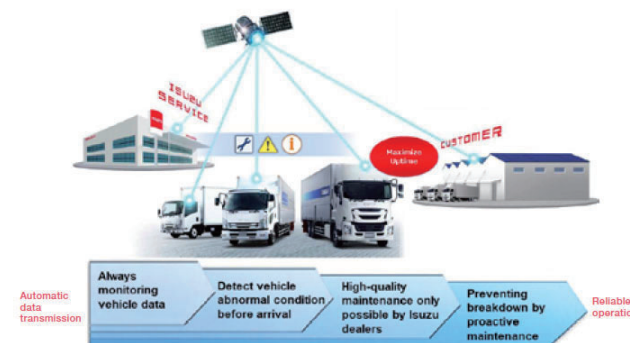 ISUZU
SERVICE
CUSTOMER
Maximize
Uptime
Automatic
data
transmission
Always
monitoring
vehicle data
Detect vehicle
abnormal condition
before arrival
High-quality
maintenance only
possible by Isuzu
dealers
Preventing
breakdown by
proactive
maintenance
Reliable
operatio